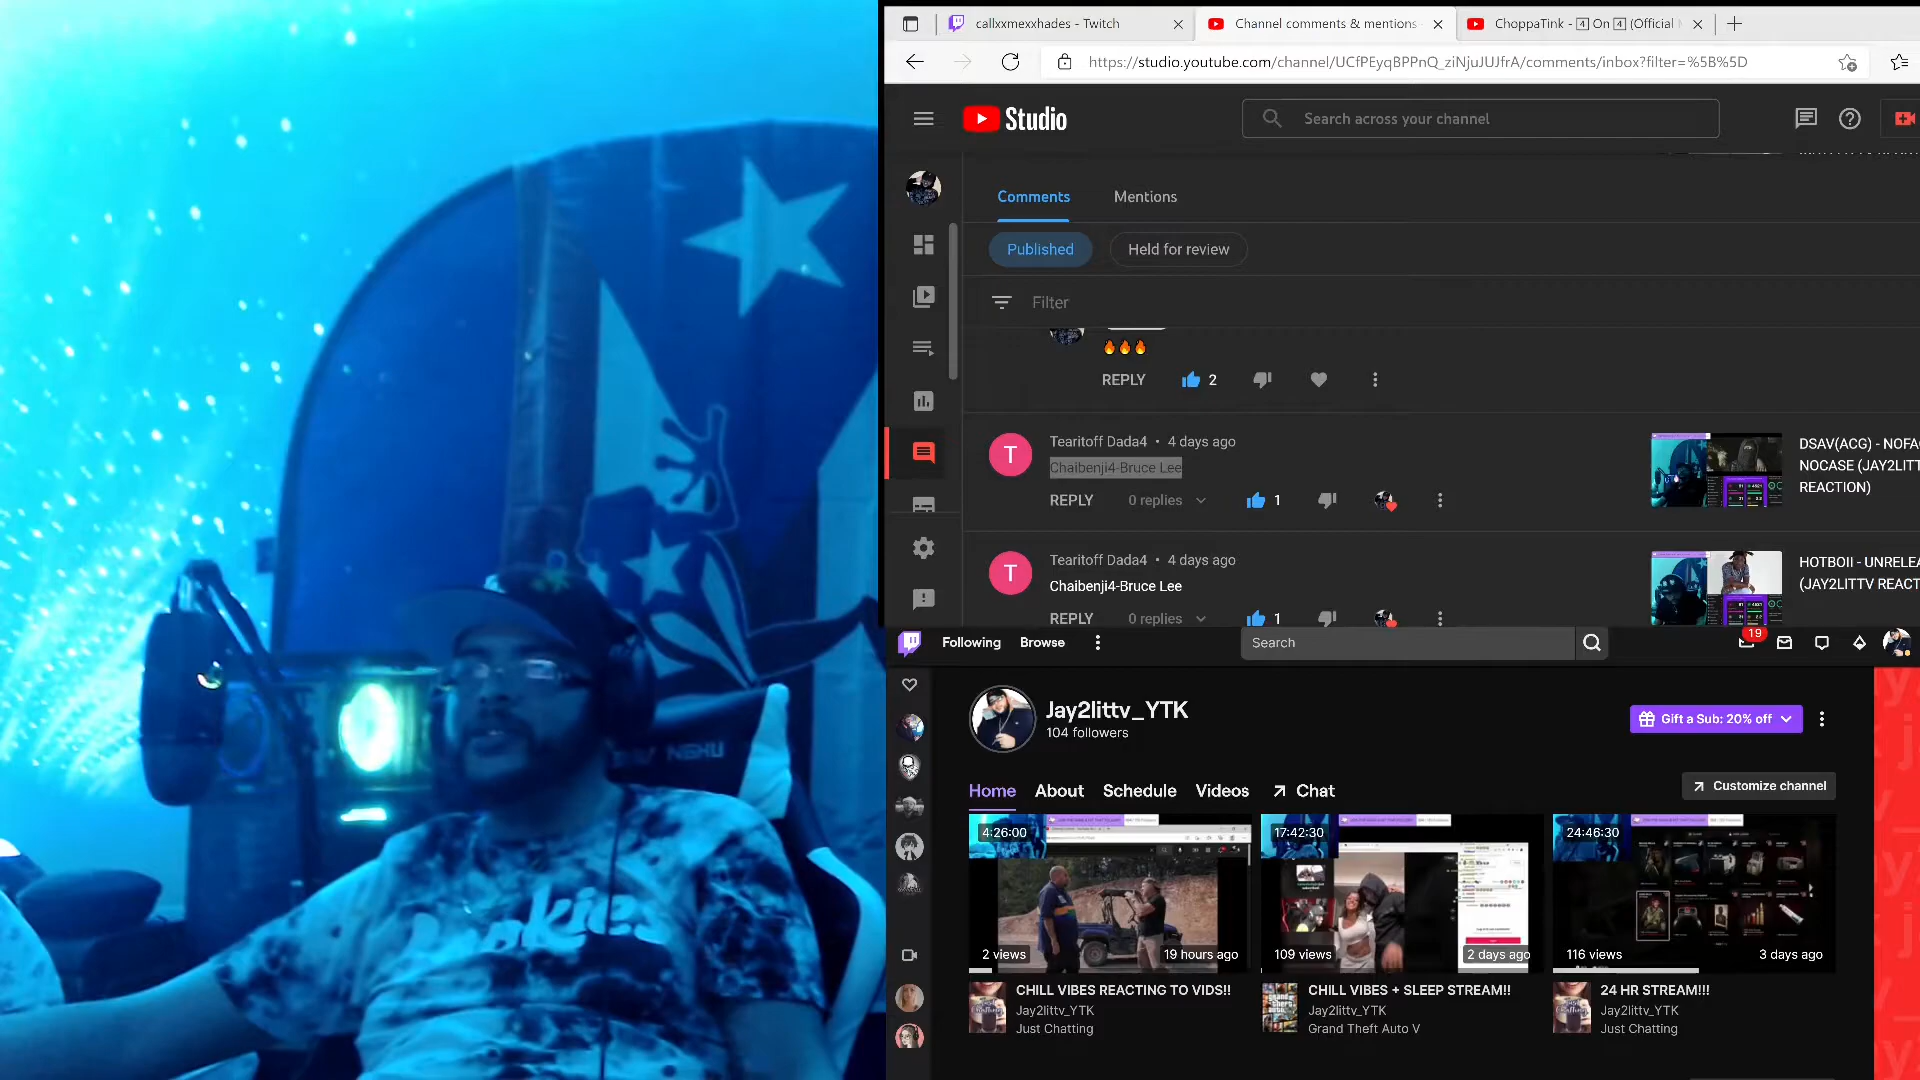 callxxmexxhades - Twitch
Channel comments & mentions
ChoppaTink - 4 On 4 (Official
https://studio.youtube.com/channel/UCfPEyqBPPnQ_ziNjuJUJfrA/comments/inbox?filter=%5B%5D
Studio
Search across your channel
Comments
Mentions
Published
Held for review
Filter
🔥🔥🔥
REPLY
2
T
Tearitoff Dada4 • 4 days ago
Chaibenji4-Bruce Lee
REPLY
0 replies
1
DSAV(ACG) - NOFA
NOCASE (JAY2LITT
REACTION)
T
Tearitoff Dada4 • 4 days ago
Chaibenji4-Bruce Lee
REPLY
0 replies
1
HOTBOII - UNRELEA
(JAY2LITTV REACT
Following
Browse
Search
19
Jay2littv_YTK
104 followers
Gift a Sub: 20% off
Home
About
Schedule
Videos
Chat
Customize channel
4:26:00
2 views
19 hours ago
17:42:30
109 views
2 days ago
24:46:30
116 views
3 days ago
CHILL VIBES REACTING TO VIDS!!
Jay2littv_YTK
Just Chatting
CHILL VIBES + SLEEP STREAM!!
Jay2littv_YTK
Grand Theft Auto V
24 HR STREAM!!!
Jay2littv_YTK
Just Chatting